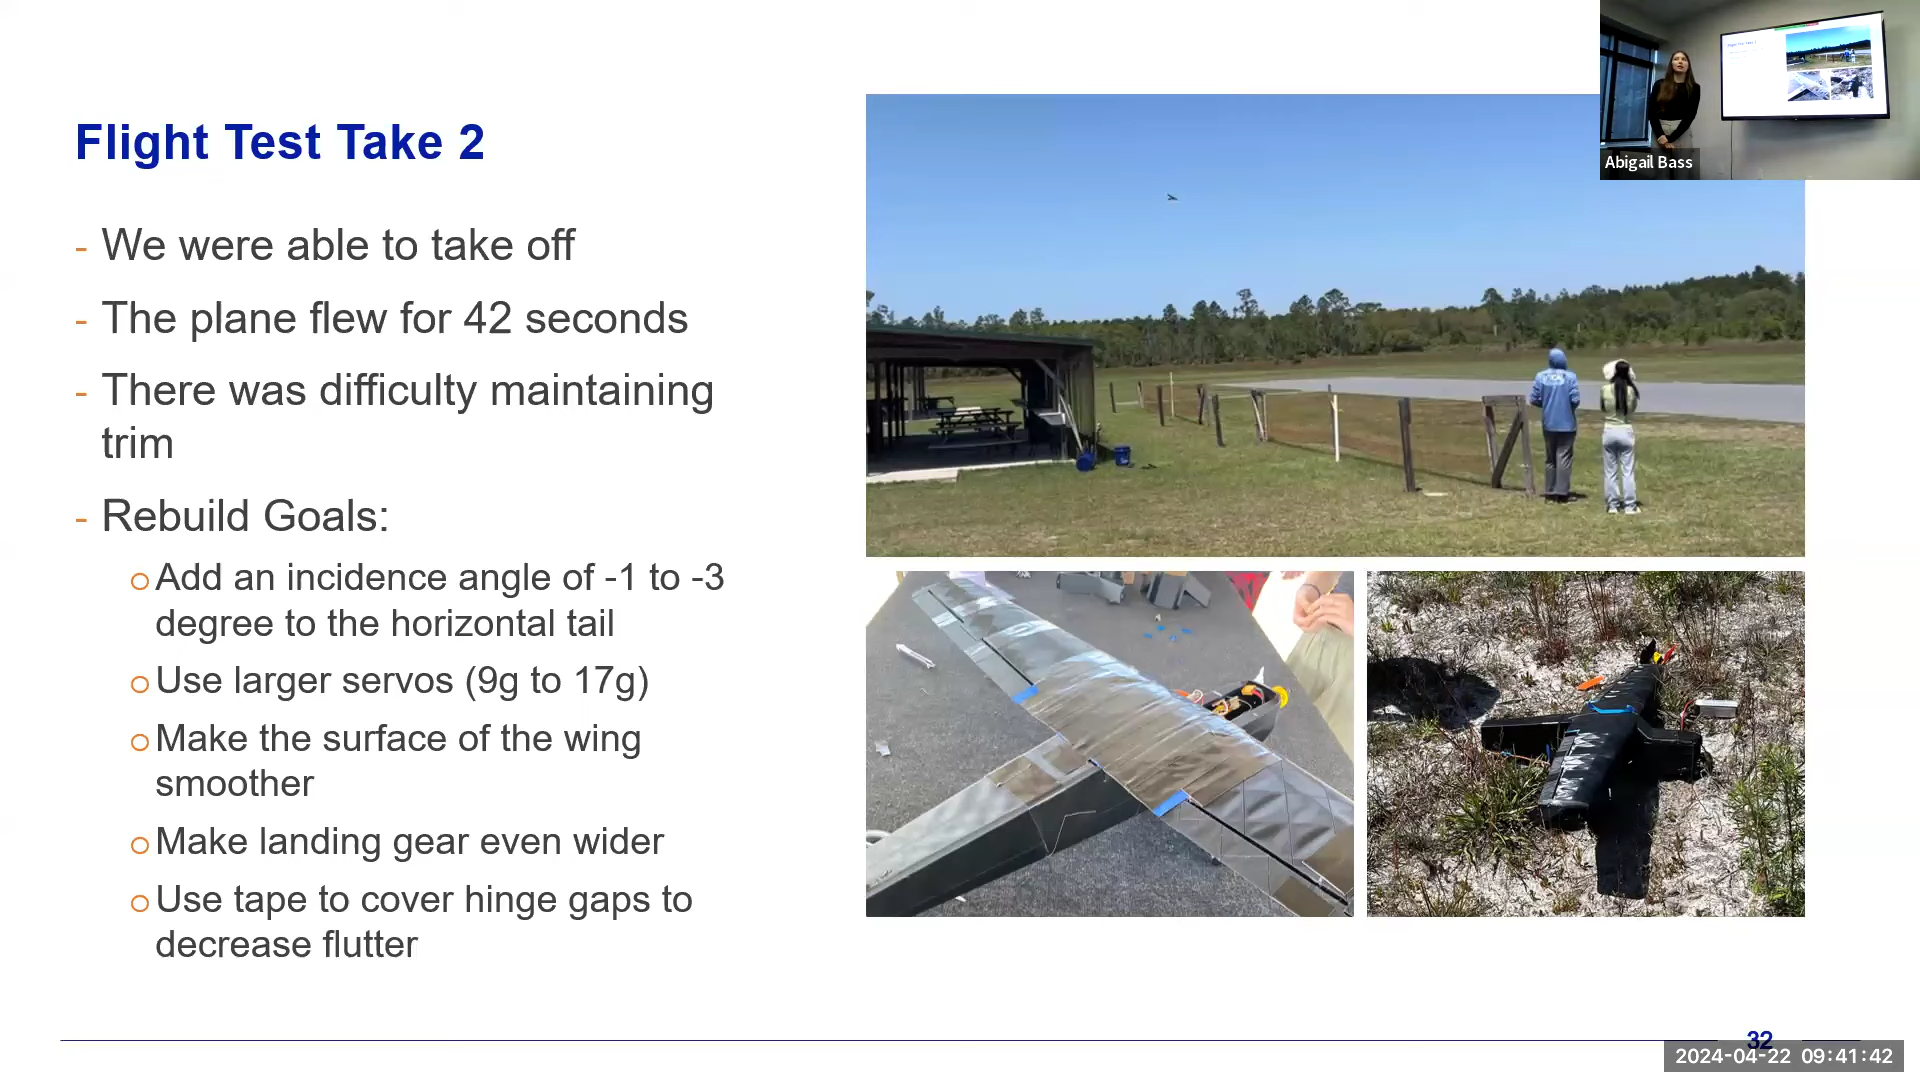 Flight Test Take 2
- We were able to take off
- The plane flew for 42 seconds
- There was difficulty maintaining
trim
- Rebuild Goals:
o Add an incidence angle of -1 to -3
degree to the horizontal tail
o Use larger servos (9g to 17g)
o Make the surface of the wing
smoother
o Make landing gear even wider
o Use tape to cover hinge gaps to
decrease flutter
Abigail Bass
32
2024-04-22 09:41:42